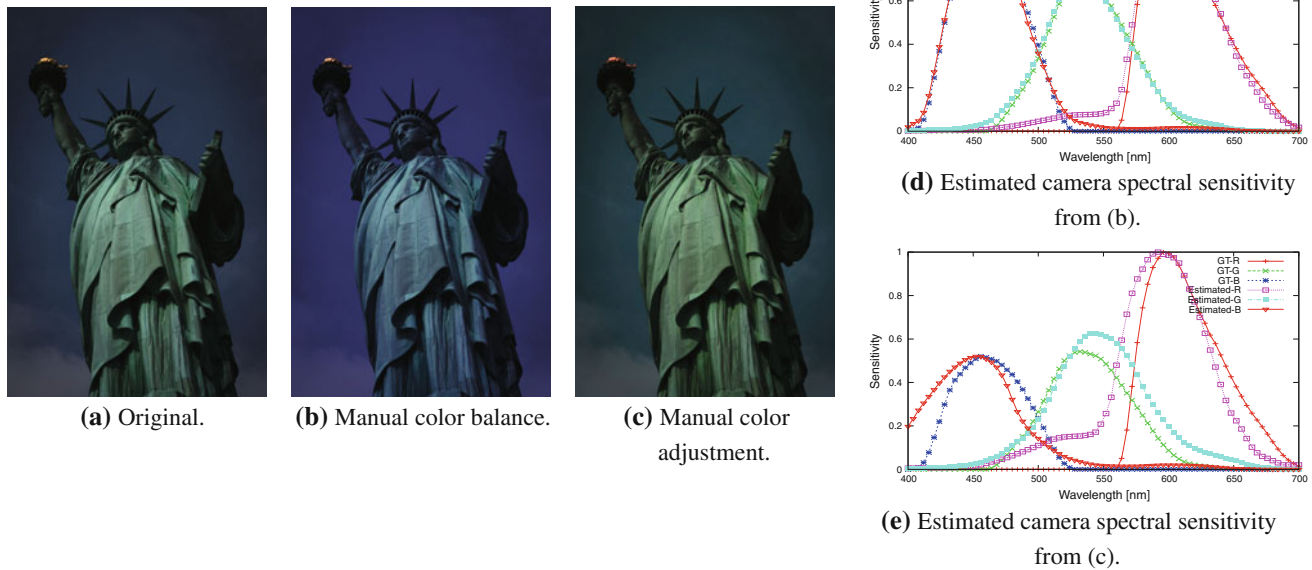 (a) Original.
(b) Manual color balance.
(c) Manual color
adjustment.
Sensitivity
0.6
0.4
0.2
0
400 450 500 550 600 650 700
Wavelength [nm]
(d) Estimated camera spectral sensitivity
from (b).
1
0.8
0.6
0.4
0.2
0
Sensitivity
GT-R
GT-G
GT-B
Estimated-R
Estimated-G
Estimated-B
400 450 500 550 600 650 700
Wavelength [nm]
(e) Estimated camera spectral sensitivity
from (c).